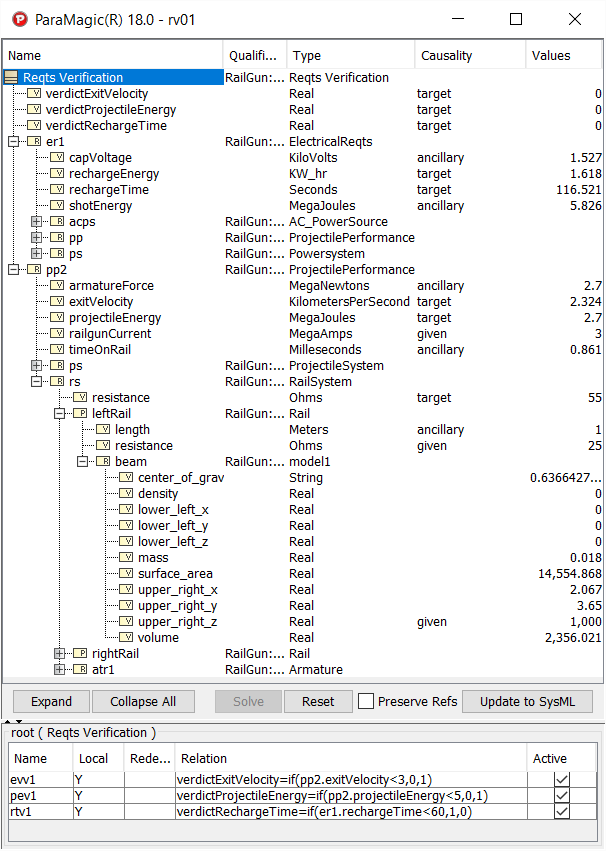 ParaMagic(R) 18.0 - rv01
Name Qualifi... Type Causality Values
Reqts Verification RailGun:... Reqts Verification
verdictExitVelocity Real target 0
verdictProjectileEnergy Real target 0
verdictRechargeTime Real target 0
er1 RailGun:... ElectricalReqts
capVoltage KiloVolts ancillary 1.527
rechargeEnergy KW_hr target 1.618
rechargeTime Seconds target 116.521
shotEnergy MegaJoules ancillary 5.826
acps RailGun:... AC_PowerSource
pp RailGun:... ProjectilePerformance
ps RailGun:... Powersystem
pp2 RailGun:... ProjectilePerformance
armatureForce MegaNewtons ancillary 2.7
exitVelocity KilometersPerSecond target 2.324
projectileEnergy MegaJoules target 2.7
railgunCurrent MegaAmps given 3
timeOnRail Milleseconds ancillary 0.861
ps RailGun:... ProjectileSystem
rs RailGun:... RailSystem
resistance Ohms target 55
leftRail RailGun:... Rail
length Meters ancillary 1
resistance Ohms given 25
beam RailGun:... model1
center_of_grav String 0.6366427...
density Real 0
lower_left_x Real 0
lower_left_y Real 0
lower_left_z Real 0
mass Real 0.018
surface_area Real 14,554.868
upper_right_x Real 2.067
upper_right_y Real 3.65
upper_right_z Real given 1,000
volume Real 2,356.021
rightRail RailGun:... Rail
atr1 RailGun:... Armature
Expand Collapse All Solve Reset Preserve Refs Update to SysML
root ( Reqts Verification )
Name Local Rede... Relation Active
evv1 Y verdictExitVelocity=if(pp2.exitVelocity<3,0,1)
pev1 Y verdictProjectileEnergy=if(pp2.projectileEnergy<5,0,1)
rtv1 Y verdictRechargeTime=if(er1.rechargeTime<60,1,0)